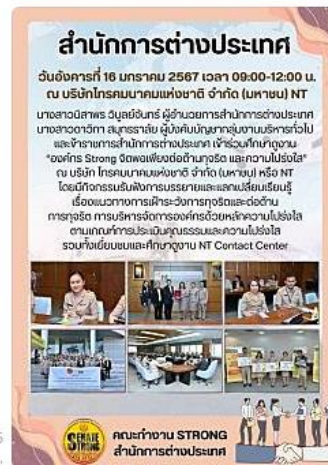 สำนักการต่างประเทศ
วันอังคารที่ 16 มกราคม 2567 เวลา 09:00-12:00 น.
ณ บริษัทโทรคมนาคมแห่งชาติ จำกัด (มหาชน) NT
นางสาวนิสาพร วิบูลย์จันทร์ ผู้อำนวยการสำนักการต่างประเทศ
นางสาวดาวิกา สมุทรราลัย ผู้บังคับบัญชากลุ่มงานบริหารทั่วไป
และข้าราชการสำนักการต่างประเทศ เข้าร่วมศึกษาดูงาน
"องค์กร Strong จิตพอเพียงต่อต้านทุจริต และความโปร่งใส"
ณ บริษัท โทรคมนาคมแห่งชาติ จำกัด (มหาชน) หรือ NT
โดยมีกิจกรรมรับฟังการบรรยายและแลกเปลี่ยนเรียนรู้
เรื่องแนวทางการเฝ้าระวังการทุจริตและต่อต้าน
การทุจริต การบริหารจัดการองค์กรด้วยหลักความโปร่งใส
ตามเกณฑ์การประเมินคุณธรรมและความโปร่งใส
รวมทั้งเยี่ยมชมและศึกษาดูงาน NT Contact Center
SENATE
STRONG
คณะทำงาน STRONG
สำนักการต่างประเทศ